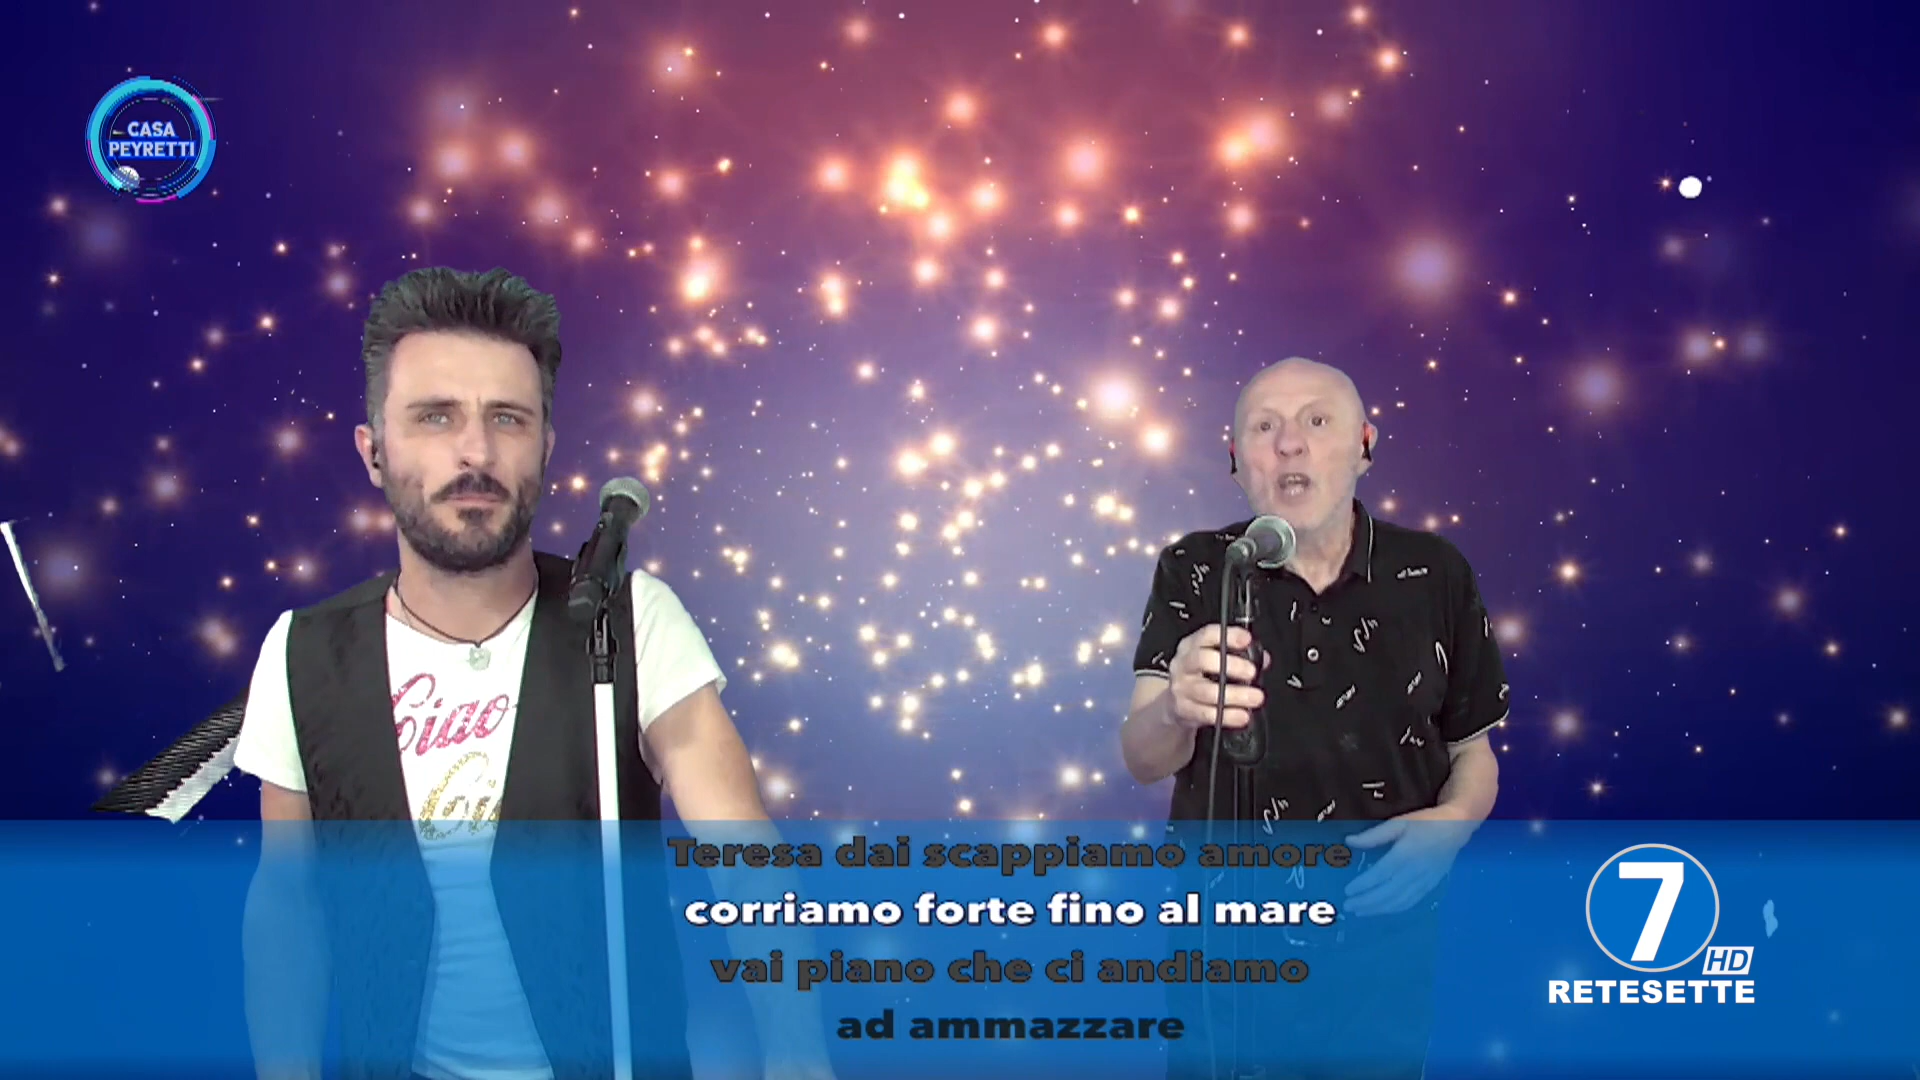 CASA
PEYRETTI
Ciao
Teresa dai scappiamo amore
corriamo forte fino al mare
vai piano che ci andiamo
ad ammazzare
7
HD
RETESETTE